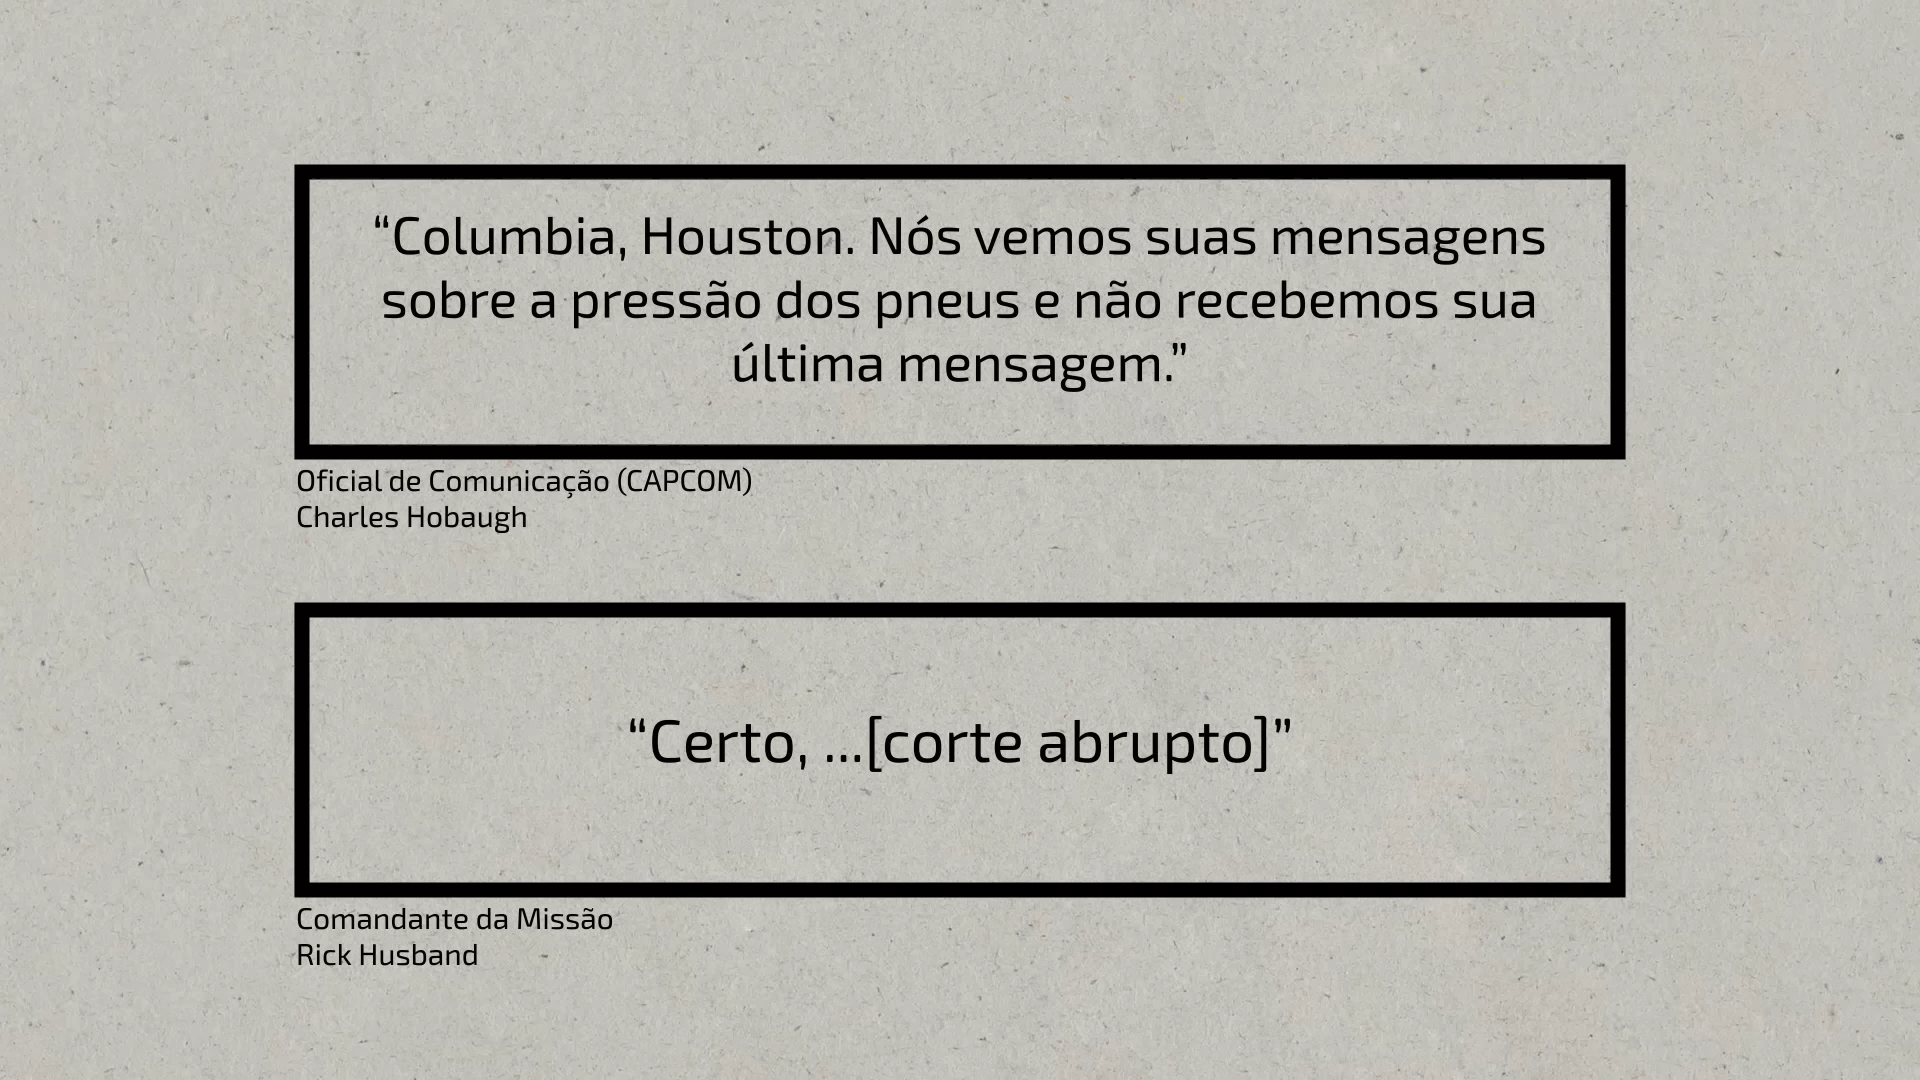 “Columbia, Houston. Nós vemos suas mensagens
sobre a pressão dos pneus e não recebemos sua
última mensagem.”
Oficial de Comunicação (CAPCOM)
Charles Hobaugh
“Certo, ...[corte abrupto]”
Comandante da Missão
Rick Husband